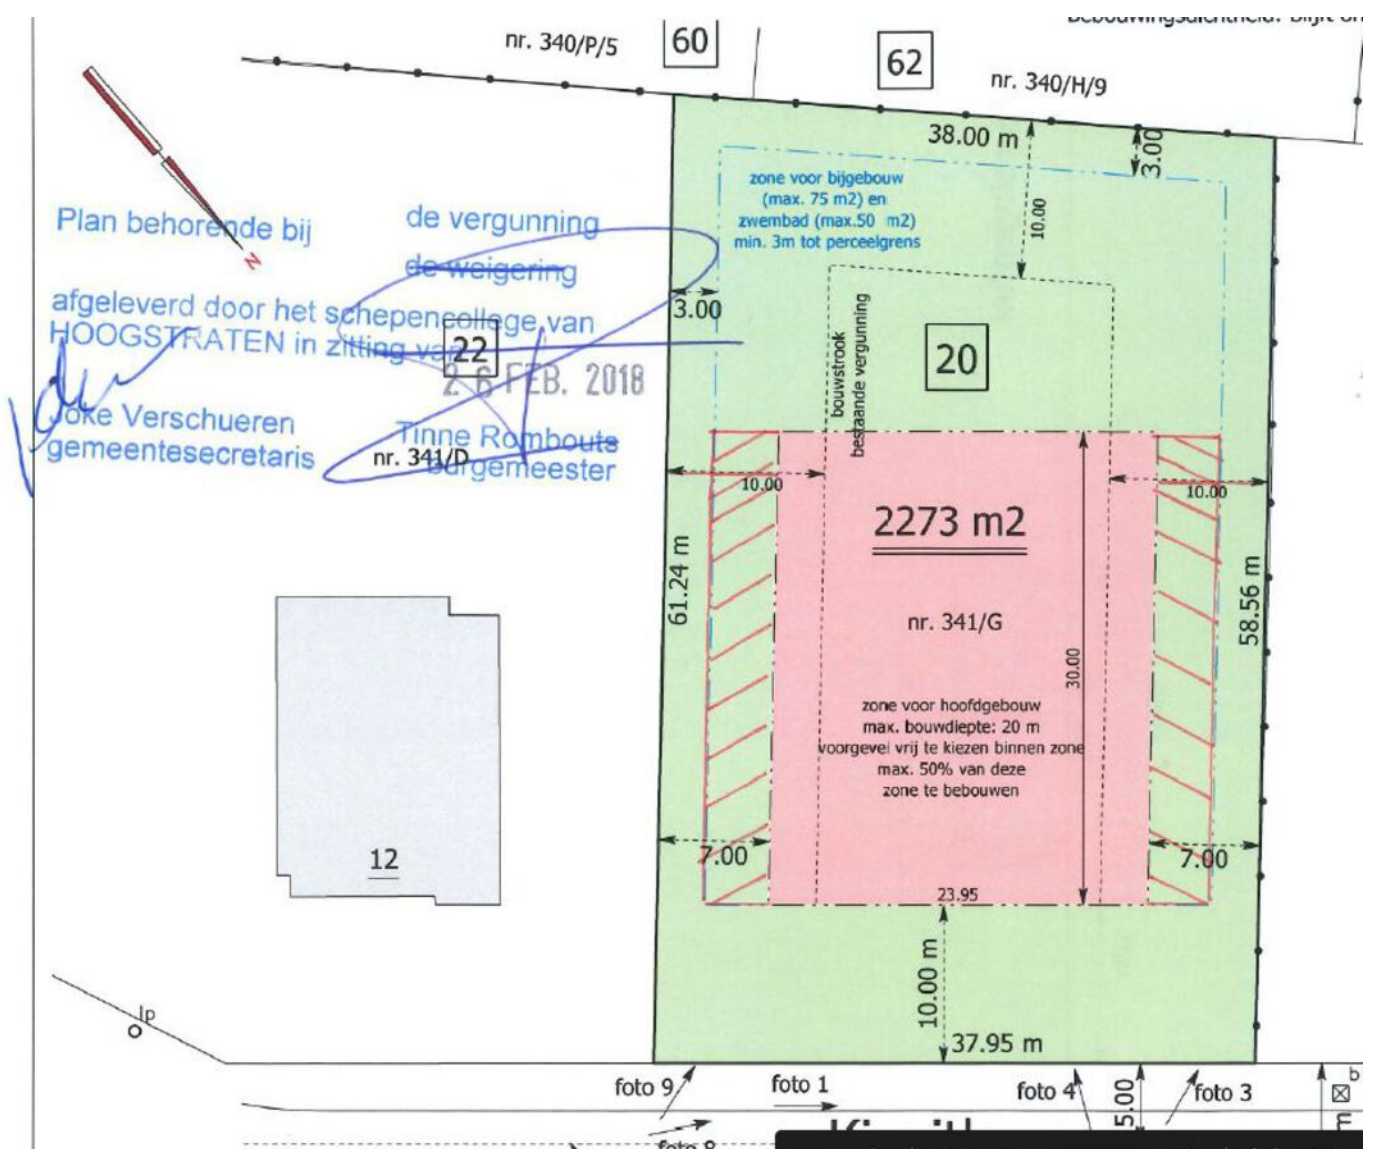 60
62
nr. 340/P/5
nr. 340/H/9
38.00 m
3.00
10.00
zone voor bijgebouw
(max. 75 m2) en
zwembad (max.50 m2)
min. 3m tot perceelgrens
Plan behorende bij
de vergunning
de weigering
N
afgeleverd door het schepencollege van
HOOGSTRATEN in zitting van
22
26 FEB. 2018
Joke Verschueren
gemeentesecretaris
Tinne Rombouts
burgemeester
nr. 341/D
3.00
bouwstrook
bestaande vergunning
20
10.00
10.00
2273 m2
61.24 m
58.56 m
nr. 341/G
30.00
zone voor hoofdgebouw
max. bouwdiepte: 20 m
voorgevel vrij te kiezen binnen zone
max. 50% van deze
zone te bebouwen
12
7.00
7.00
23.95
10.00 m
37.95 m
lp
foto 9
foto 1
foto 4
5.00
foto 3
b
m
foto 8